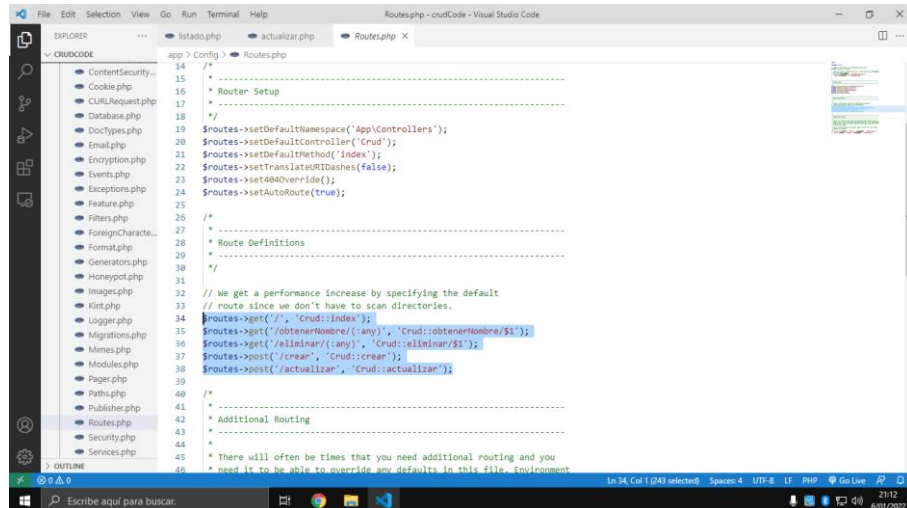 File Edit Selection View Go Run Terminal Help
Routes.php - crudCode - Visual Studio Code
EXPLORER
listado.php
actualizar.php
Routes.php
CRUDCODE
app > Config > Routes.php
ContentSecurity...
Cookie.php
CURLRequest.php
Database.php
DocTypes.php
Email.php
Encryption.php
Events.php
Exceptions.php
Feature.php
Filters.php
ForeignCharacte...
Format.php
Generators.php
Honeypot.php
Images.php
Kint.php
Logger.php
Migrations.php
Mimes.php
Modules.php
Pager.php
Paths.php
Publisher.php
Routes.php
Security.php
Services.php
OUTLINE
14 /*
15 * --------------------------------------------------------------------
16 * Router Setup
17 * --------------------------------------------------------------------
18 */
19 $routes->setDefaultNamespace('App\Controllers');
20 $routes->setDefaultController('Crud');
21 $routes->setDefaultMethod('index');
22 $routes->setTranslateURIDashes(false);
23 $routes->set404Override();
24 $routes->setAutoRoute(true);
25
26 /*
27 * --------------------------------------------------------------------
28 * Route Definitions
29 * --------------------------------------------------------------------
30 */
31
32 // We get a performance increase by specifying the default
33 // route since we don't have to scan directories.
34 $routes->get('/', 'Crud::index');
35 $routes->get('/obtenerNombre/(:any)', 'Crud::obtenerNombre/$1');
36 $routes->get('/eliminar/(:any)', 'Crud::eliminar/$1');
37 $routes->post('/crear', 'Crud::crear');
38 $routes->post('/actualizar', 'Crud::actualizar');
39
40 /*
41 * --------------------------------------------------------------------
42 * Additional Routing
43 * --------------------------------------------------------------------
44 *
45 * There will often be times that you need additional routing and you
46 * need it to be able to override any defaults in this file. Environment
0 0 Ln 34, Col 1 (243 selected) Spaces: 4 UTF-8 LF PHP Go Live
Escribe aquí para buscar.
21:12
6/01/2022